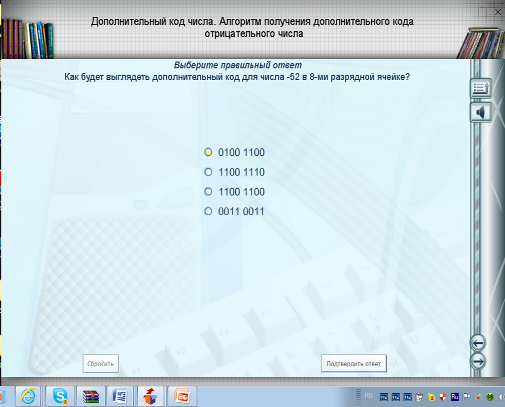 Дополнительный код числа. Алгоритм получения дополнительного кода
отрицательного числа
Выберите правильный ответ
Как будет выглядеть дополнительный код для числа -52 в 8-ми разрядной ячейке?
0100 1100
1100 1110
1100 1100
0011 0011
Сбросить
Подтвердить ответ
RU